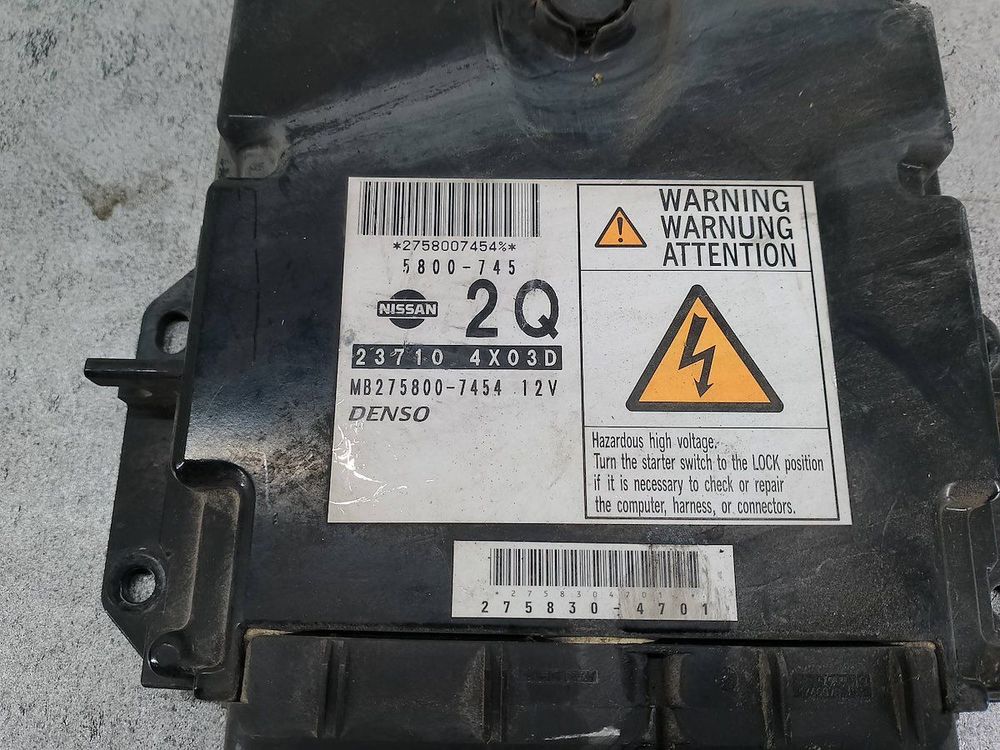 *2758007454%*
5800-745
NISSAN
2Q
23710 4X03D
MB275800-7454 12V
DENSO
WARNING
WARNUNG
ATTENTION
Hazardous high voltage.
Turn the starter switch to the LOCK position
if it is necessary to check or repair
the computer, harness, or connectors.
275830-4701